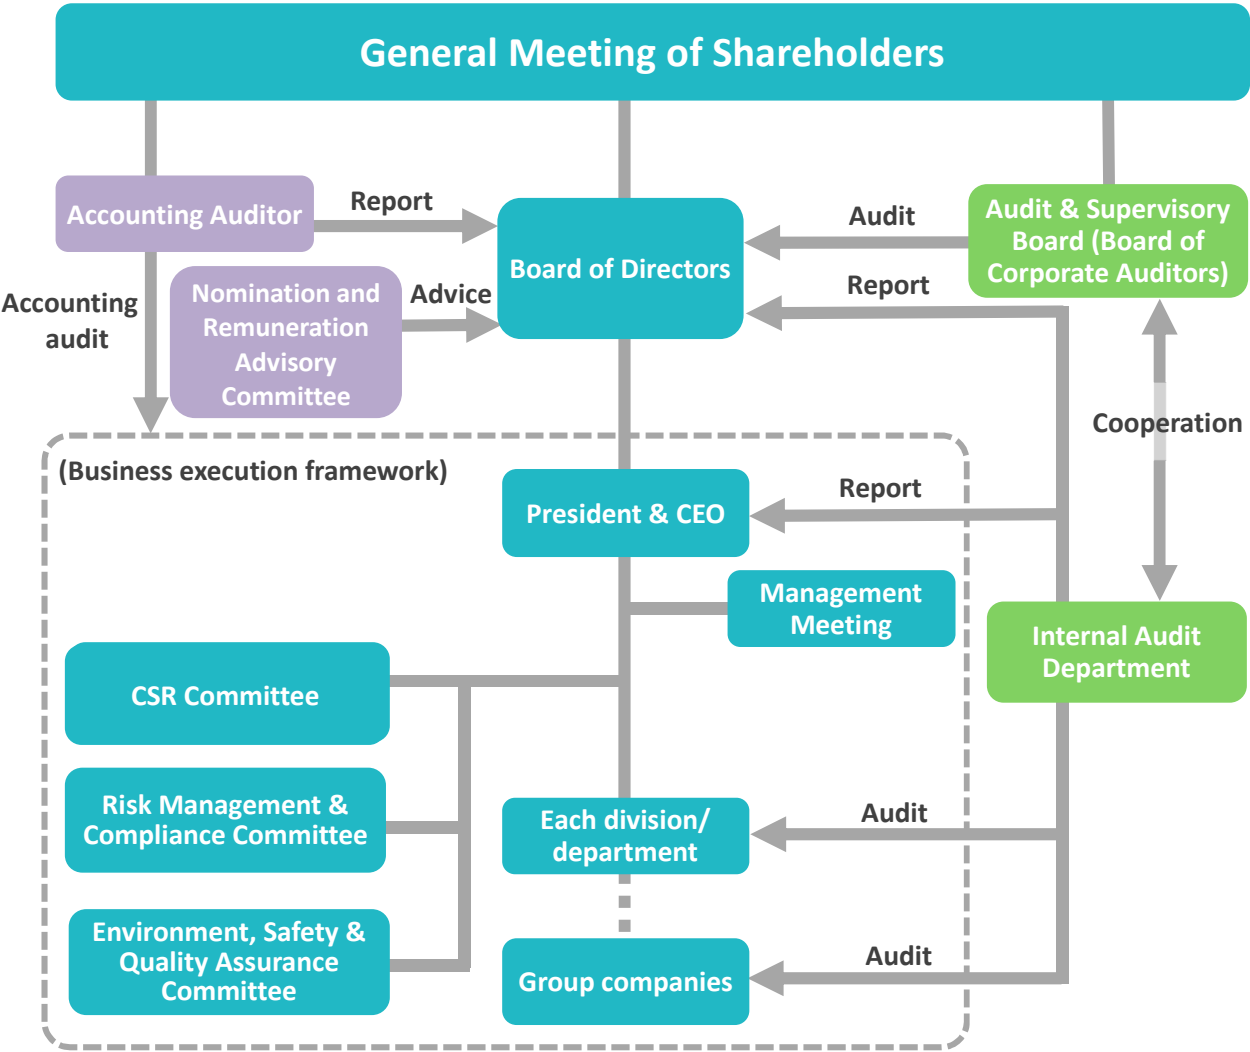 General Meeting of Shareholders
Accounting Auditor
Report
Board of Directors
Audit
Audit & Supervisory
Board (Board of
Corporate Auditors)
Report
Accounting
audit
Nomination and
Remuneration
Advisory
Committee
Advice
Cooperation
(Business execution framework)
President & CEO
Report
Management
Meeting
Internal Audit
Department
CSR Committee
Risk Management &
Compliance Committee
Each division/
department
Audit
Environment, Safety &
Quality Assurance
Committee
Group companies
Audit